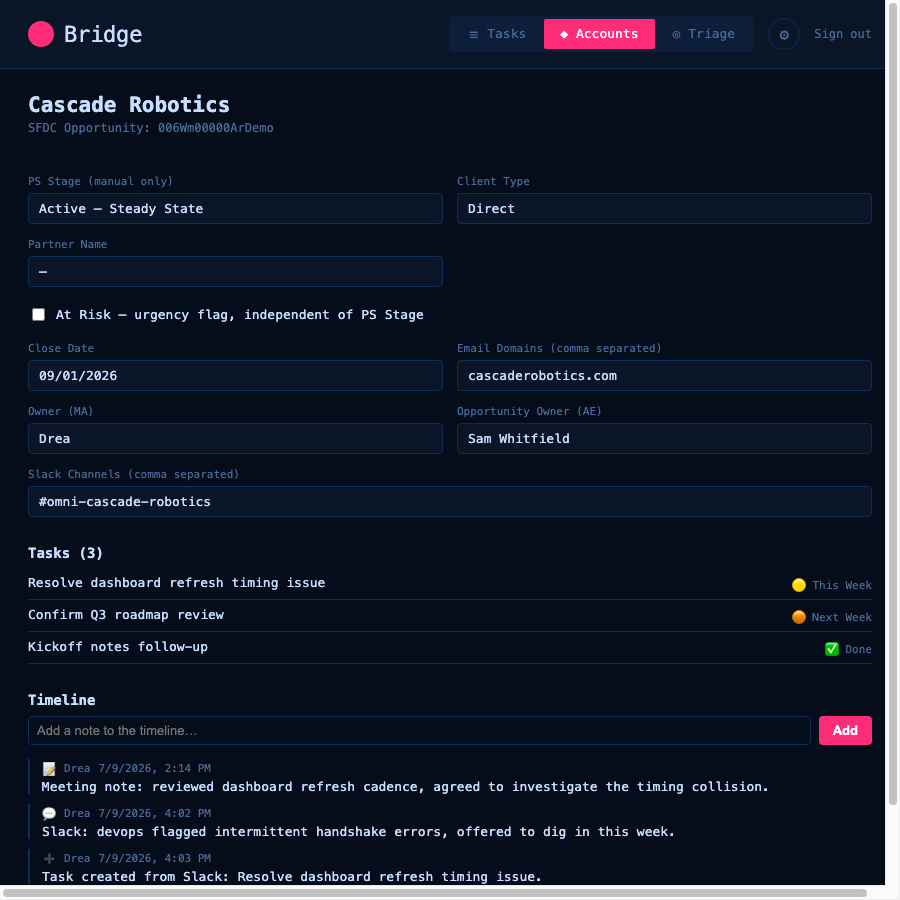 Bridge
≡ Tasks
◆ Accounts
◎ Triage
⚙
Sign out
Cascade Robotics
SFDC Opportunity: 006Wm00000ArDemo
PS Stage (manual only)
Client Type
Active — Steady State
Direct
Partner Name
—
At Risk — urgency flag, independent of PS Stage
Close Date
Email Domains (comma separated)
09/01/2026
cascaderobotics.com
Owner (MA)
Opportunity Owner (AE)
Drea
Sam Whitfield
Slack Channels (comma separated)
#omni-cascade-robotics
Tasks (3)
Resolve dashboard refresh timing issue
🟡 This Week
Confirm Q3 roadmap review
🟠 Next Week
Kickoff notes follow-up
✅ Done
Timeline
Add a note to the timeline…
Add
📝 Drea 7/9/2026, 2:14 PM
Meeting note: reviewed dashboard refresh cadence, agreed to investigate the timing collision.
💬 Drea 7/9/2026, 4:02 PM
Slack: devops flagged intermittent handshake errors, offered to dig in this week.
➕ Drea 7/9/2026, 4:03 PM
Task created from Slack: Resolve dashboard refresh timing issue.